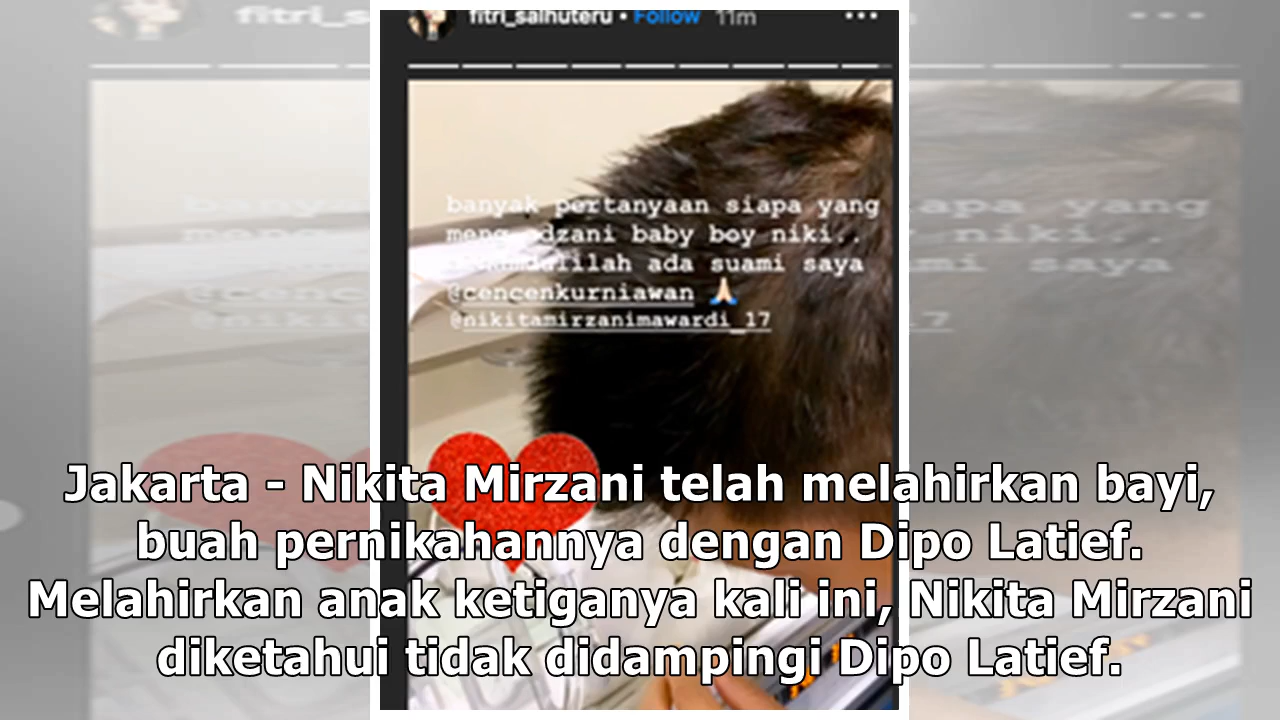 fitri_salhuteru • Follow 11m
banyak pertanyaan siapa yang
baby boy niki..
ada suami saya
@cencenkurniawan 🙏🏻
@nikitamirzanimawardi_17
Jakarta - Nikita Mirzani telah melahirkan bayi,
buah pernikahannya dengan Dipo Latief.
Melahirkan anak ketiganya kali ini, Nikita Mirzani
diketahui tidak didampingi Dipo Latief.